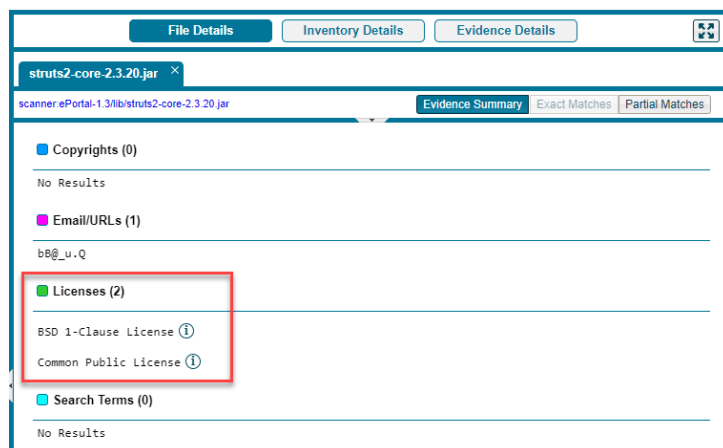 File Details Inventory Details Evidence Details
struts2-core-2.3.20.jar ×
scanner:ePortal-1.3/lib/struts2-core-2.3.20.jar Evidence Summary Exact Matches Partial Matches
Copyrights (0)
No Results
Email/URLs (1)
bB@_u.Q
Licenses (2)
BSD 1-Clause License i
Common Public License i
Search Terms (0)
No Results